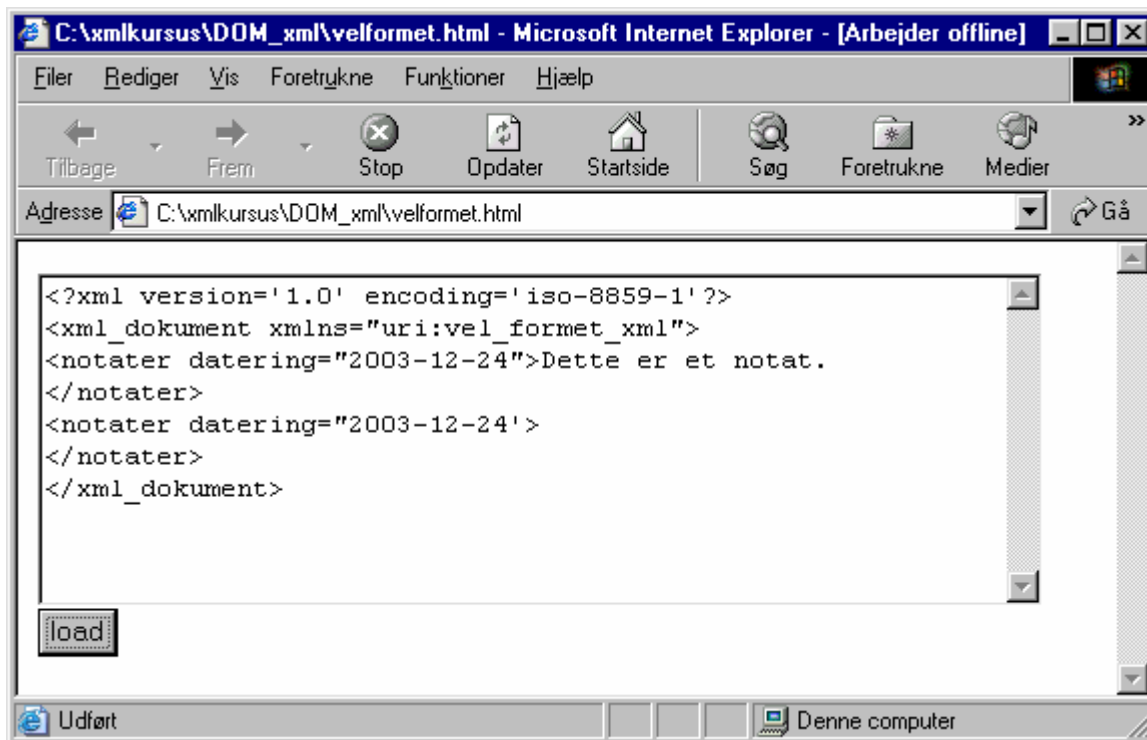 C:\xmlkursus\DOM_xml\velformet.html - Microsoft Internet Explorer - [Arbejder offline]
Filer Rediger Vis Foretrukne Funktioner Hjælp
Tilbage Frem Stop Opdater Startside Søg Foretrukne Medier »
Adresse C:\xmlkursus\DOM_xml\velformet.html Gå
<?xml version='1.0' encoding='iso-8859-1'?>
<xml_dokument xmlns="uri:vel_formet_xml">
<notater datering="2003-12-24">Dette er et notat.
</notater>
<notater datering="2003-12-24'>
</notater>
</xml_dokument>
load
Udført Denne computer